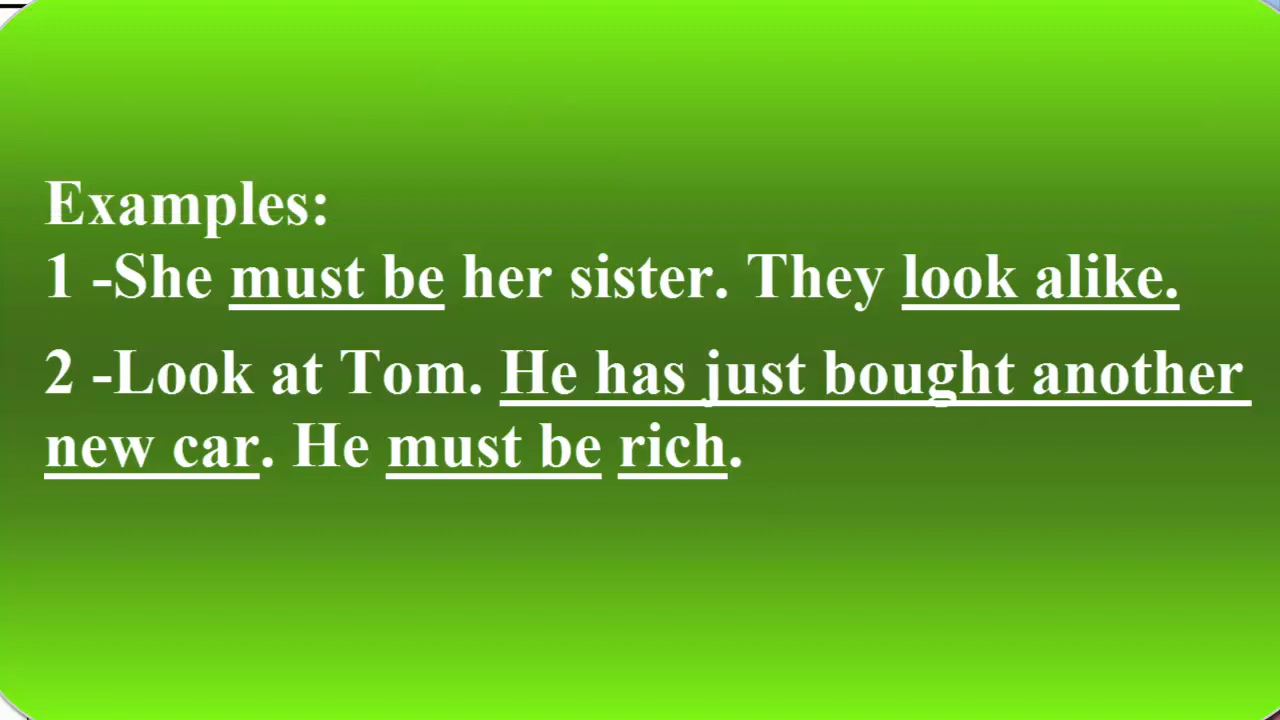 Examples:
1 -She must be her sister. They look alike.
2 -Look at Tom. He has just bought another
new car. He must be rich.